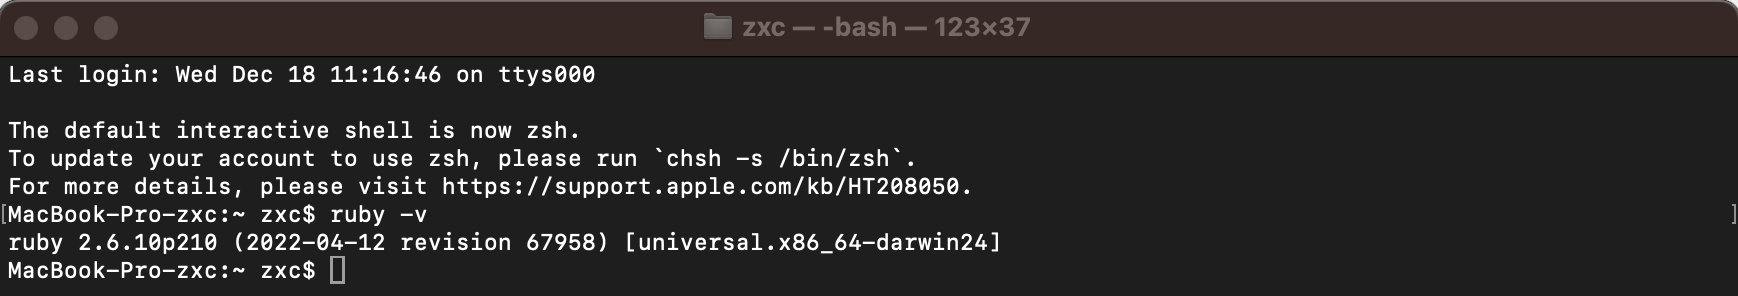 zxc — -bash — 123×37
Last login: Wed Dec 18 11:16:46 on ttys000
The default interactive shell is now zsh.
To update your account to use zsh, please run `chsh -s /bin/zsh`.
For more details, please visit https://support.apple.com/kb/HT208050.
[MacBook-Pro-zxc:~ zxc$ ruby -v ]
ruby 2.6.10p210 (2022-04-12 revision 67958) [universal.x86_64-darwin24]
MacBook-Pro-zxc:~ zxc$